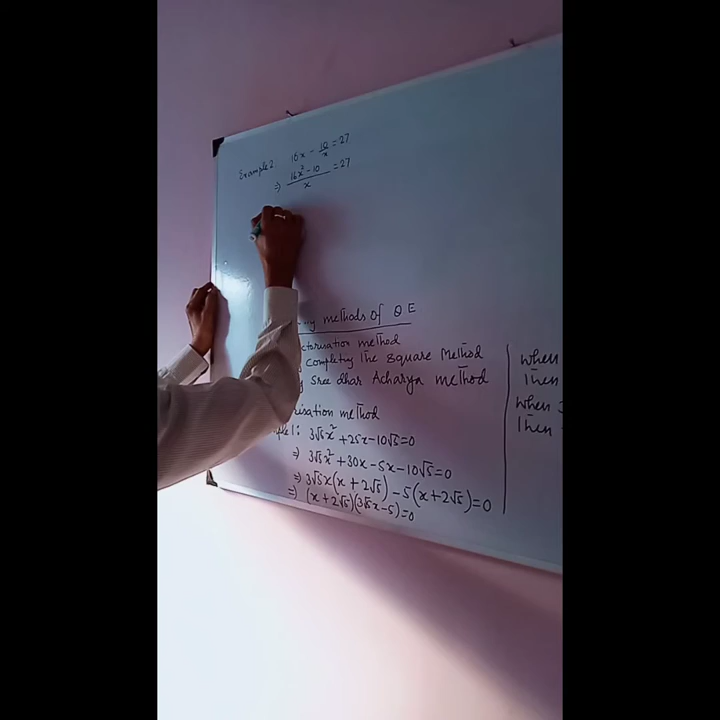 Example 2. 16x - 10/x = 27
⇒ (16x² - 10)/x = 27
methods of Q E
method
completing The square Method
Sree dhar Acharya method
method
1: 3√5x² + 25x - 10√5 = 0
⇒ 3√5x² + 30x - 5x - 10√5 = 0
⇒ 3√5x(x + 2√5) - 5(x + 2√5) = 0
⇒ (x + 2√5)(3√5x - 5) = 0
when
Then
when
Then